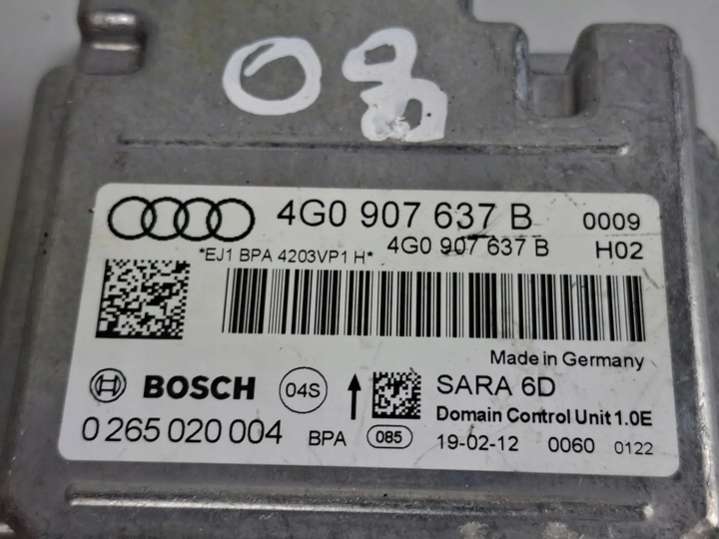 08
4G0 907 637 B 0009
4G0 907 637 B H02
*EJ1 BPA 4203VP1 H*
Made in Germany
BOSCH 04S SARA 6D
Domain Control Unit 1.0E
0 265 020 004 BPA 085 19-02-12 0060 0122